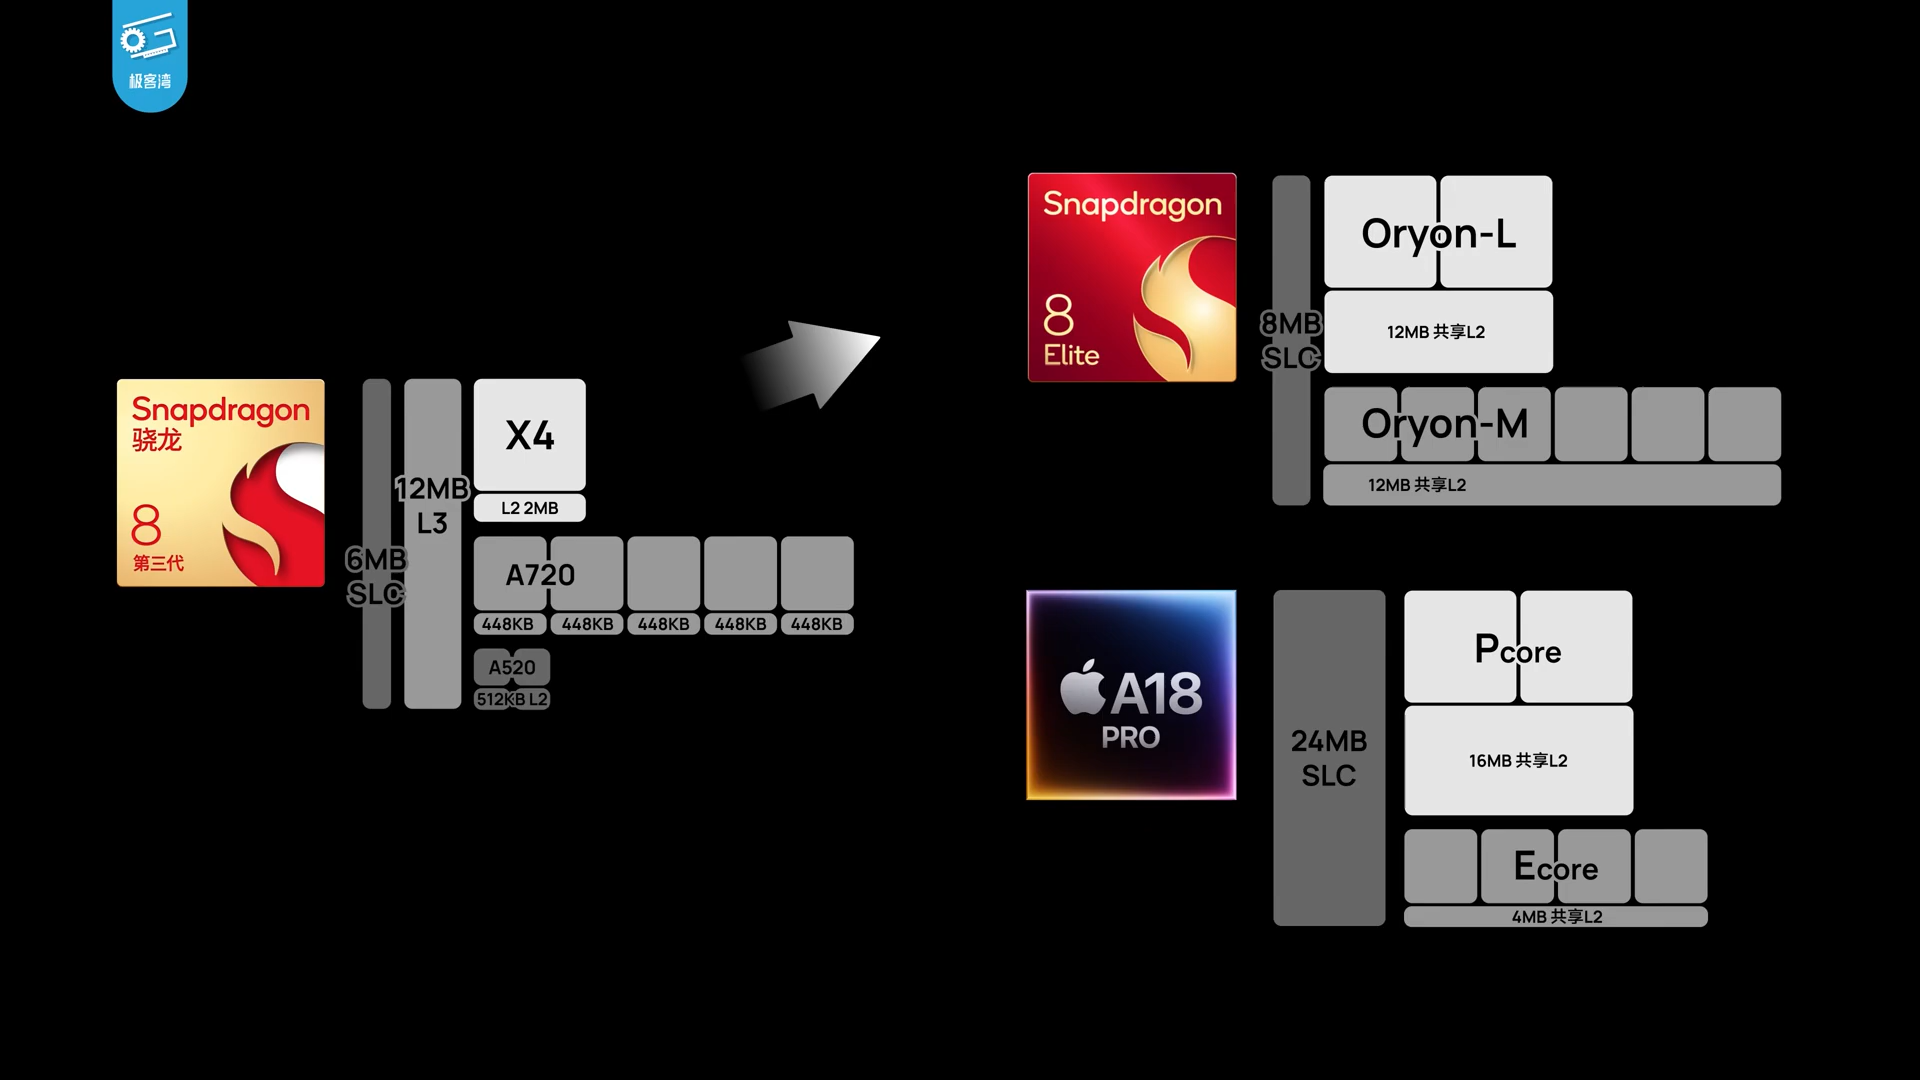 极客湾
Snapdragon
骁龙
8
第三代
6MB
SLC
12MB
L3
X4
L2 2MB
A720
448KB
448KB
448KB
448KB
448KB
A520
512KB L2
Snapdragon
8
Elite
8MB
SLC
Oryon-L
12MB 共享L2
Oryon-M
12MB 共享L2
A18
PRO
24MB
SLC
Pcore
16MB 共享L2
Ecore
4MB 共享L2